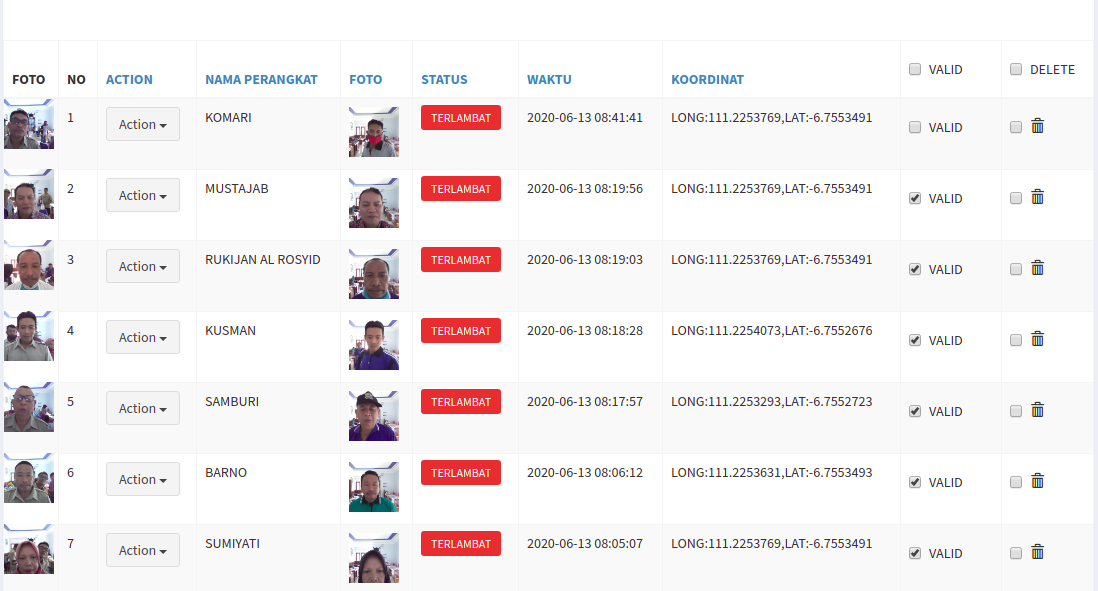 FOTO NO ACTION NAMA PERANGKAT FOTO STATUS WAKTU KOORDINAT VALID DELETE
1 Action KOMARI TERLAMBAT 2020-06-13 08:41:41 LONG:111.2253769,LAT:-6.7553491 VALID
2 Action MUSTAJAB TERLAMBAT 2020-06-13 08:19:56 LONG:111.2253769,LAT:-6.7553491 VALID
3 Action RUKIJAN AL ROSYID TERLAMBAT 2020-06-13 08:19:03 LONG:111.2253769,LAT:-6.7553491 VALID
4 Action KUSMAN TERLAMBAT 2020-06-13 08:18:28 LONG:111.2254073,LAT:-6.7552676 VALID
5 Action SAMBURI TERLAMBAT 2020-06-13 08:17:57 LONG:111.2253293,LAT:-6.7552723 VALID
6 Action BARNO TERLAMBAT 2020-06-13 08:06:12 LONG:111.2253631,LAT:-6.7553493 VALID
7 Action SUMIYATI TERLAMBAT 2020-06-13 08:05:07 LONG:111.2253769,LAT:-6.7553491 VALID